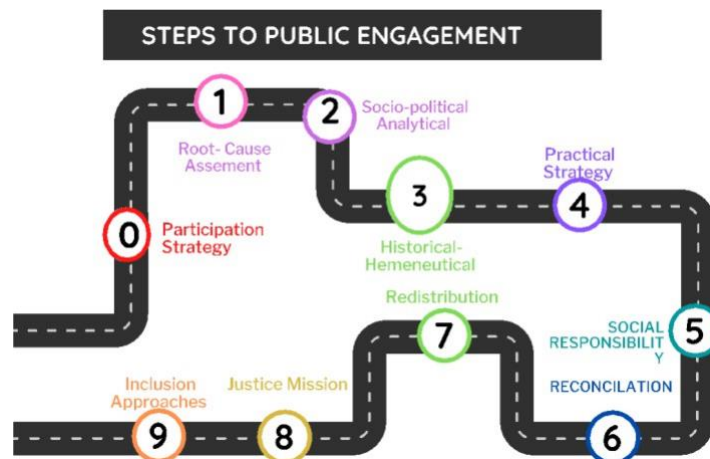 STEPS TO PUBLIC ENGAGEMENT
0
Participation
Strategy
1
Root- Cause
Assement
2
Socio-political
Analytical
3
Historical-
Hemeneutical
Practical
Strategy
4
5
SOCIAL
RESPONSIBILIT
Y
RECONCILATION
6
Redistribution
7
Justice Mission
8
Inclusion
Approaches
9